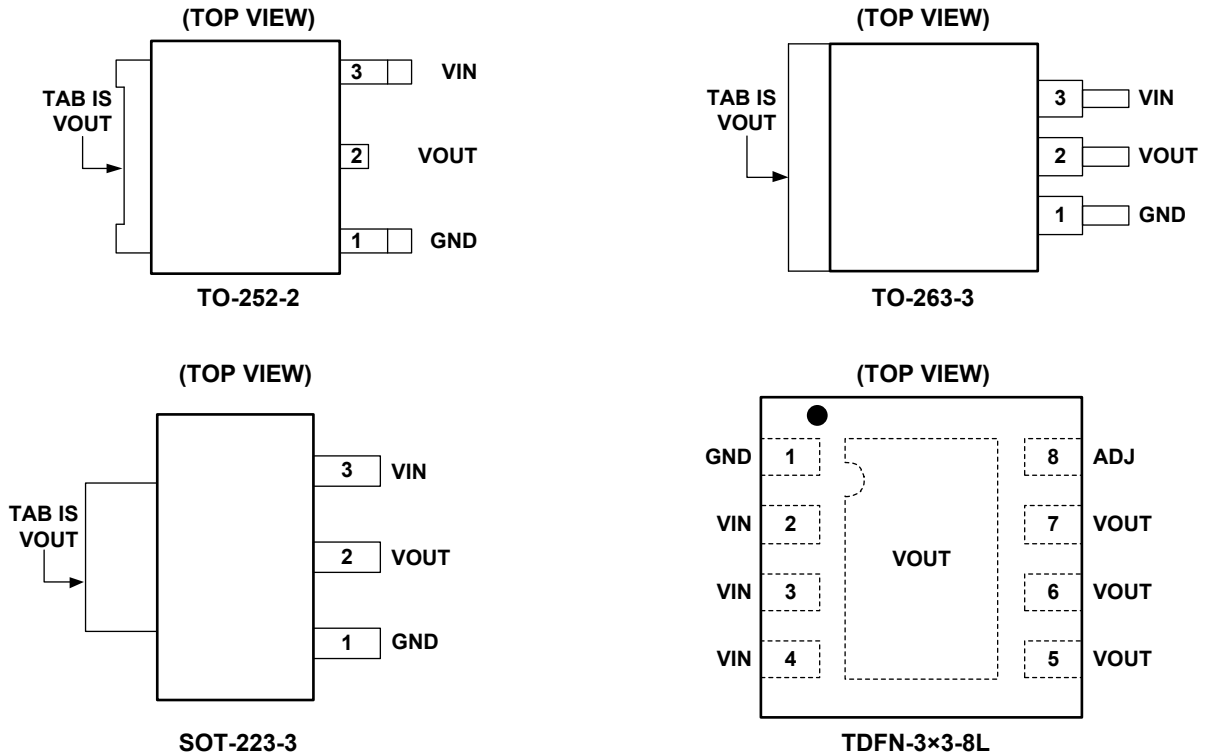 (TOP VIEW)
TAB IS
VOUT
3 VIN
2 VOUT
1 GND
TO-252-2
(TOP VIEW)
TAB IS
VOUT
3 VIN
2 VOUT
1 GND
TO-263-3
(TOP VIEW)
TAB IS
VOUT
3 VIN
2 VOUT
1 GND
SOT-223-3
(TOP VIEW)
GND 1 8 ADJ
VIN 2 7 VOUT
VOUT
VIN 3 6 VOUT
VIN 4 5 VOUT
TDFN-3×3-8L